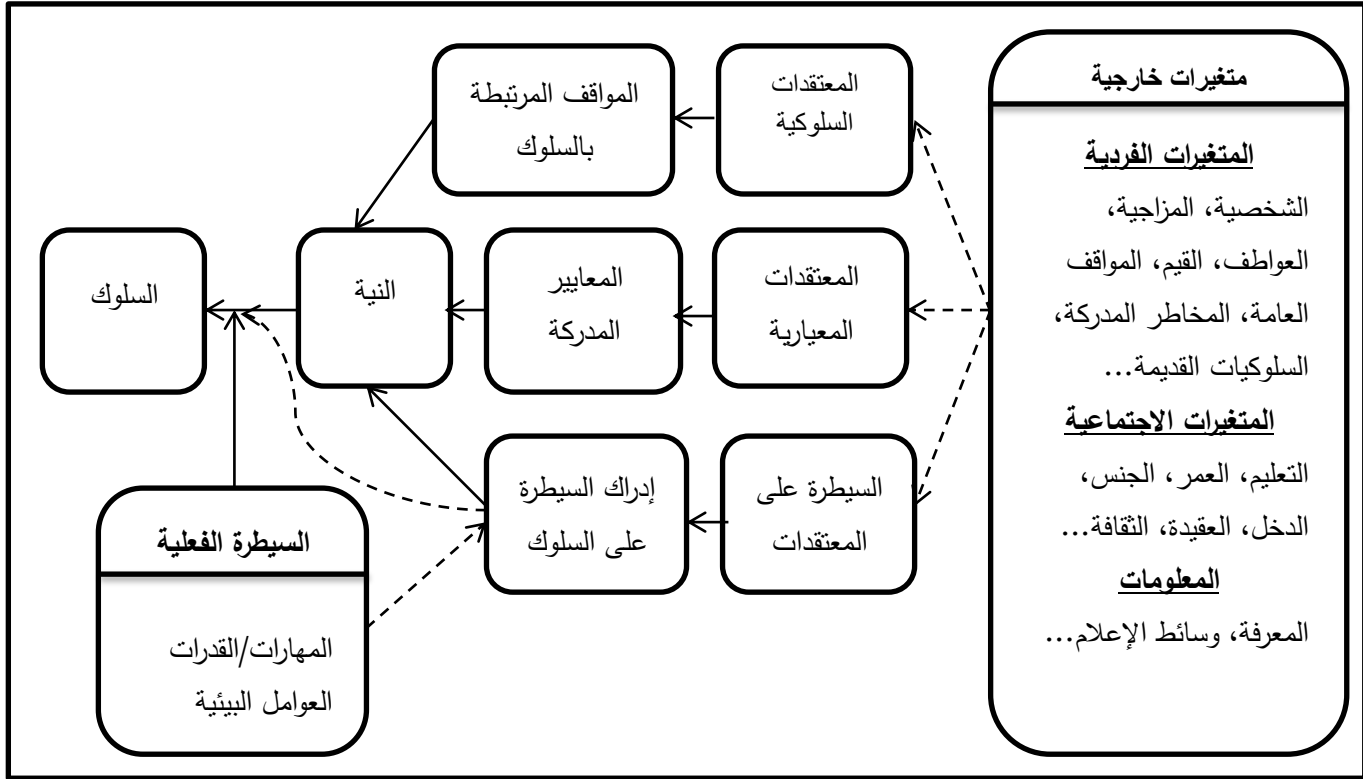 متغيرات خارجية
المتغيرات الفردية
الشخصية، المزاجية،
العواطف، القيم، المواقف
العامة، المخاطر المدركة،
السلوكيات القديمة...
المتغيرات الاجتماعية
التعليم، العمر، الجنس،
الدخل، العقيدة، الثقافة...
المعلومات
المعرفة، وسائط الإعلام...
المعتقدات
السلوكية
المواقف المرتبطة
بالسلوك
المعتقدات
المعيارية
المعايير
المدركة
النية
السلوك
السيطرة على
المعتقدات
إدراك السيطرة
على السلوك
السيطرة الفعلية
المهارات/القدرات
العوامل البيئية